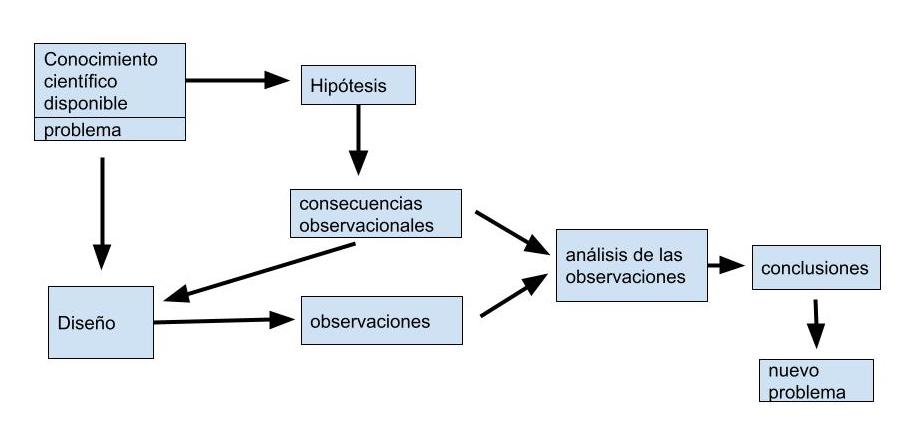 Conocimiento
científico
disponible
problema
Hipótesis
consecuencias
observacionales
análisis de las
observaciones
conclusiones
Diseño
observaciones
nuevo
problema